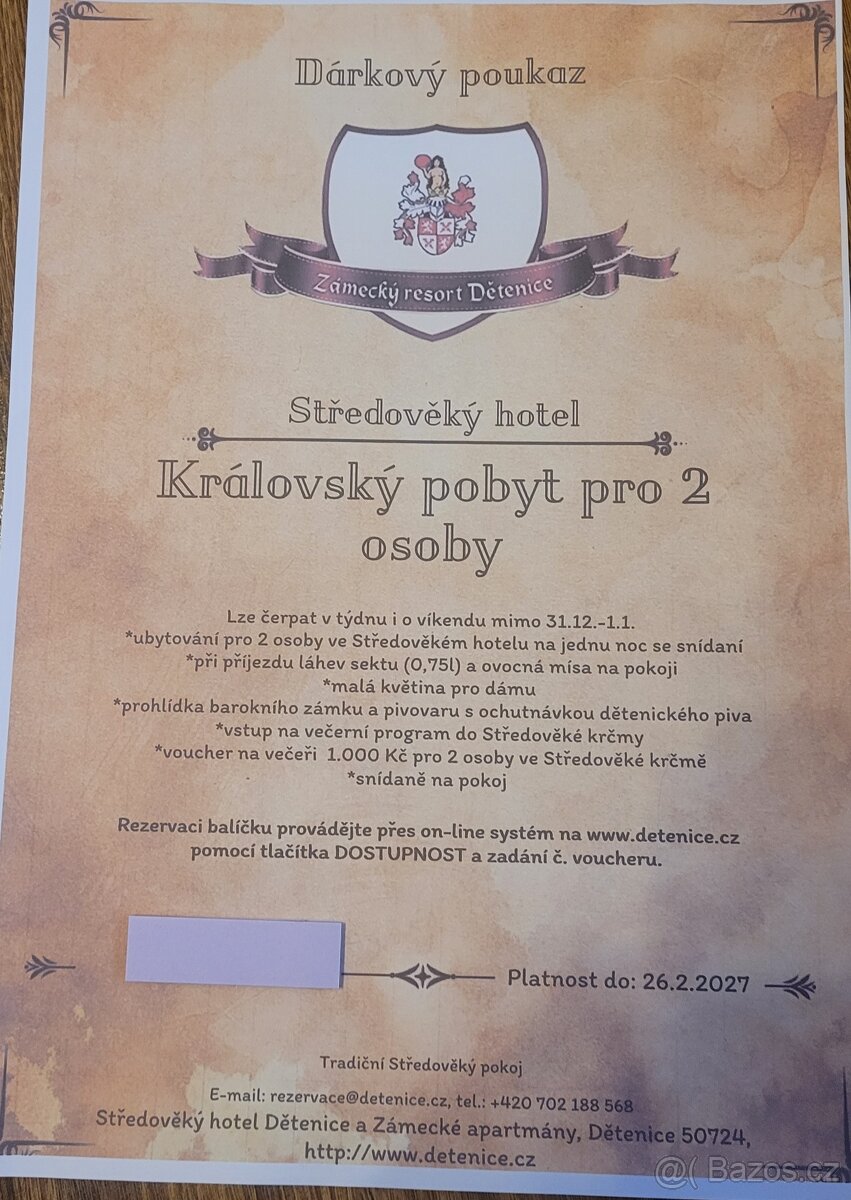 Dárkový poukaz
Zámecký resort Dětenice
Středověký hotel
Královský pobyt pro 2
osoby
Lze čerpat v týdnu i o víkendu mimo 31.12.-1.1.
*ubytování pro 2 osoby ve Středověkém hotelu na jednu noc se snídaní
*při příjezdu láhev sektu (0,75l) a ovocná mísa na pokoji
*malá květina pro dámu
*prohlídka barokního zámku a pivovaru s ochutnávkou dětenického piva
*vstup na večerní program do Středověké krčmy
*voucher na večeři 1.000 Kč pro 2 osoby ve Středověké krčmě
*snídaně na pokoj
Rezervaci balíčku provádějte přes on-line systém na www.detenice.cz
pomocí tlačítka DOSTUPNOST a zadání č. voucheru.
Platnost do: 26.2.2027
Tradiční Středověký pokoj
E-mail: rezervace@detenice.cz, tel.: +420 702 188 568
Středověký hotel Dětenice a Zámecké apartmány, Dětenice 50724,
http://www.detenice.cz
@( Bazos.cz